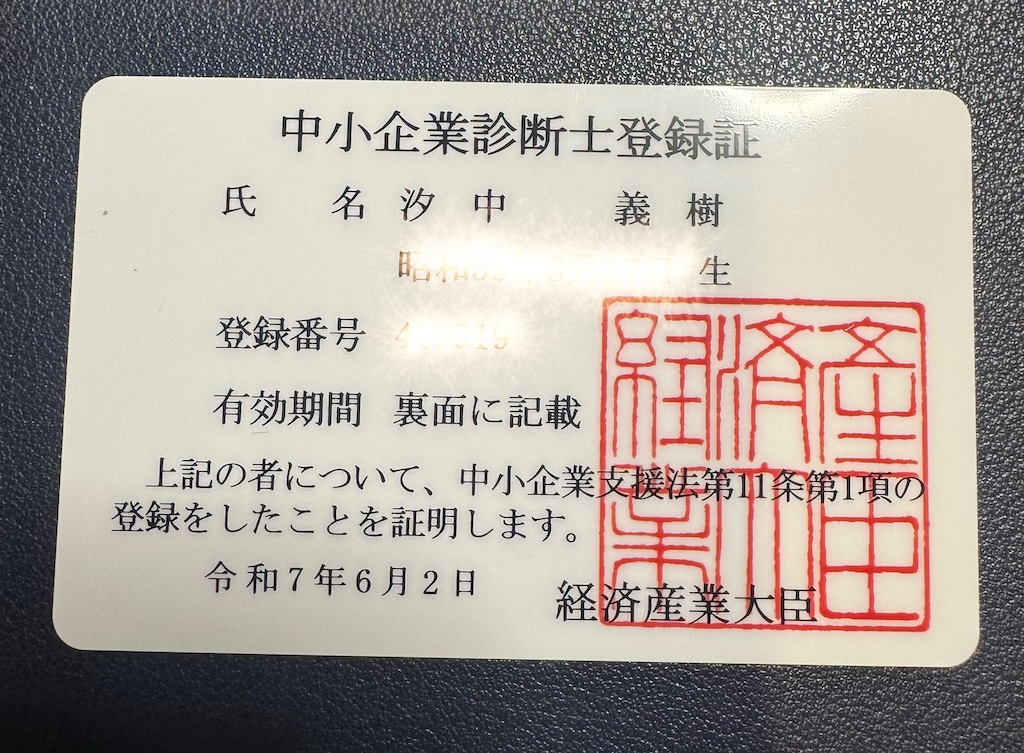 中小企業診断士登録証
氏 名 汐中 義樹
昭和 生
登録番号
有効期間 裏面に記載
上記の者について、中小企業支援法第11条第1項の
登録をしたことを証明します。
令和7年6月2日
経済産業大臣